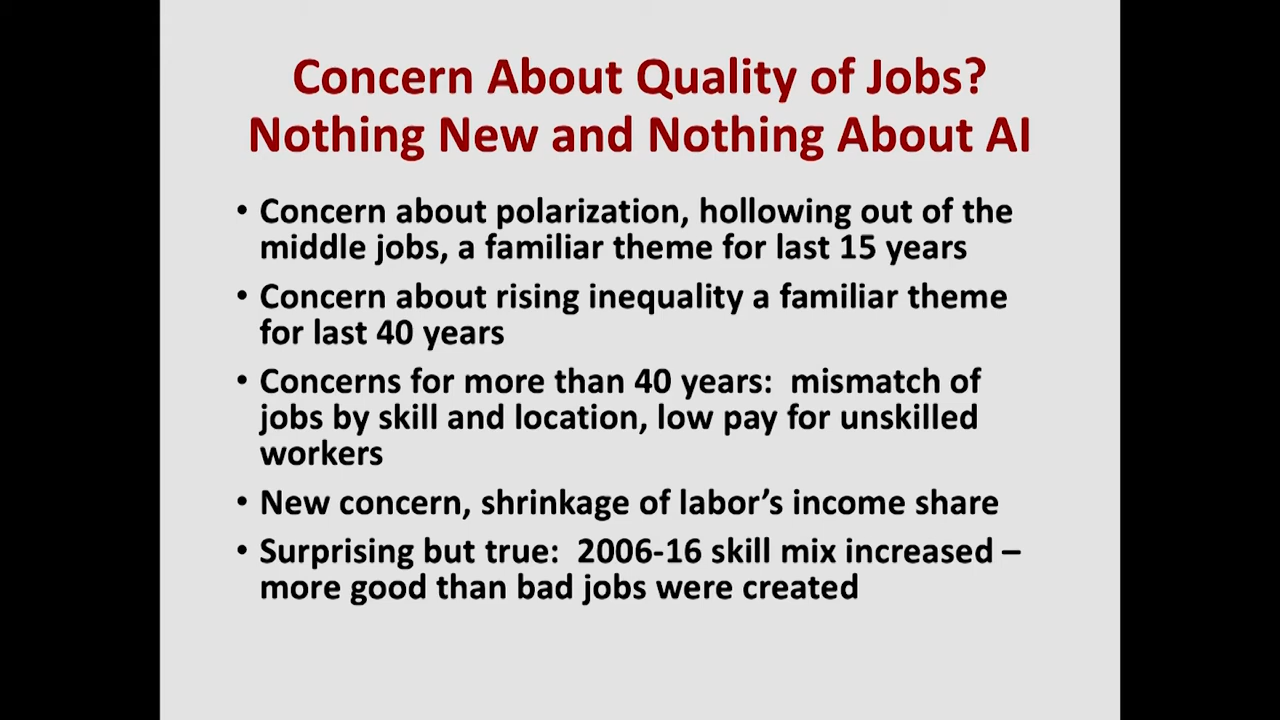 Concern About Quality of Jobs?
Nothing New and Nothing About AI
• Concern about polarization, hollowing out of the
middle jobs, a familiar theme for last 15 years
• Concern about rising inequality a familiar theme
for last 40 years
• Concerns for more than 40 years:  mismatch of
jobs by skill and location, low pay for unskilled
workers
• New concern, shrinkage of labor’s income share
• Surprising but true:  2006-16 skill mix increased –
more good than bad jobs were created